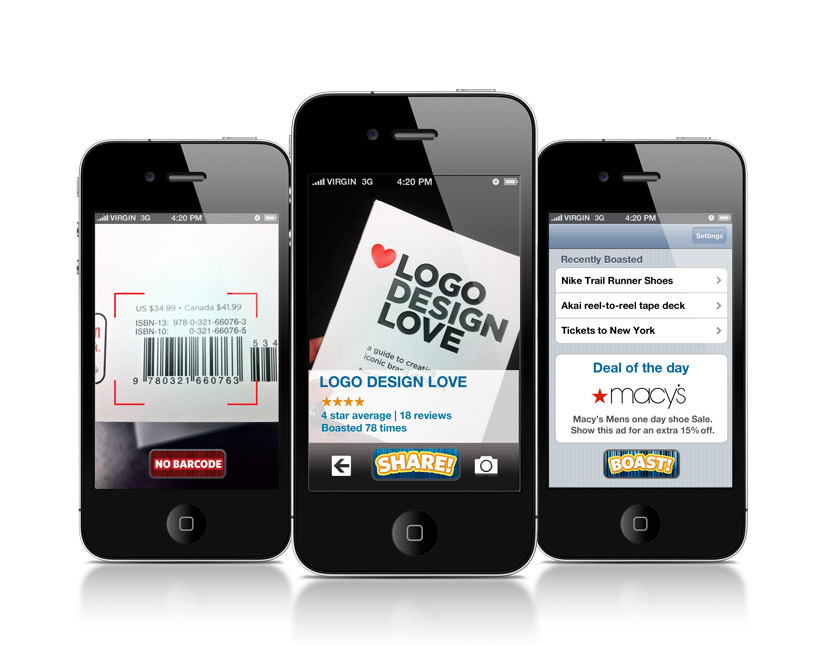 VIRGIN 3G 4:20 PM
US $34.99 • Canada $41.99
ISBN-13: 978-0-321-66076-3
ISBN-10: 0-321-66076-5
5 3 4
9 780321 660763
NO BARCODE
VIRGIN 3G 4:20 PM
LOGO
DESIGN
LOVE
a guide to creating
iconic brand
LOGO DESIGN LOVE
4 star average | 18 reviews
Boasted 78 times
SHARE!
VIRGIN 3G 4:20 PM
Settings
Recently Boasted
Nike Trail Runner Shoes
Akai reel-to-reel tape deck
Tickets to New York
Deal of the day
macy's
Macy's Mens one day shoe Sale.
Show this ad for an extra 15% off.
BOAST!